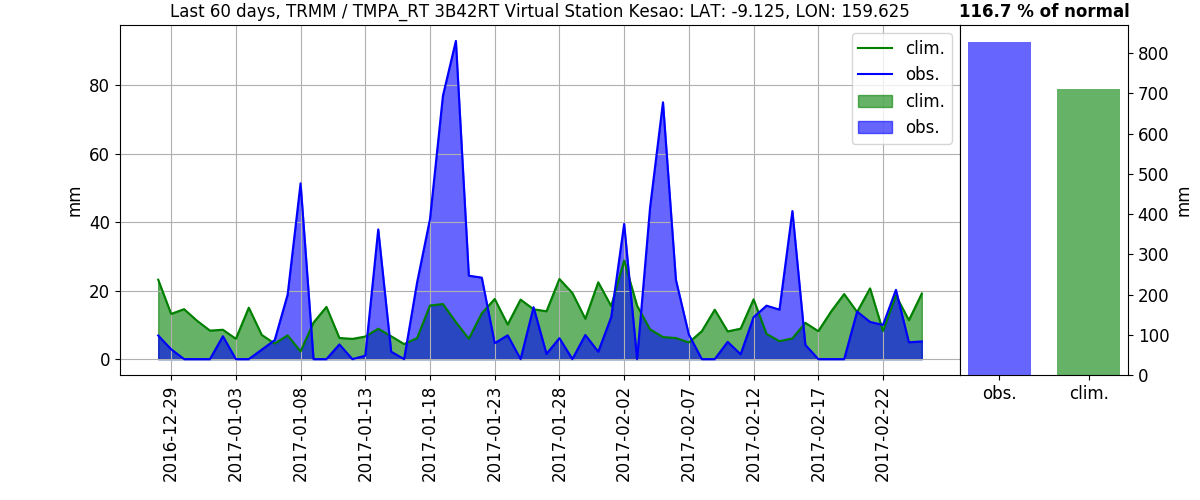 Last 60 days, TRMM / TMPA_RT 3B42RT Virtual Station Kesao: LAT: -9.125, LON: 159.625
116.7 % of normal
clim.
obs.
clim.
obs.
mm
80
60
40
20
0
2016-12-29
2017-01-03
2017-01-08
2017-01-13
2017-01-18
2017-01-23
2017-01-28
2017-02-02
2017-02-07
2017-02-12
2017-02-17
2017-02-22
800
700
600
500
400
300
200
100
0
mm
obs.
clim.